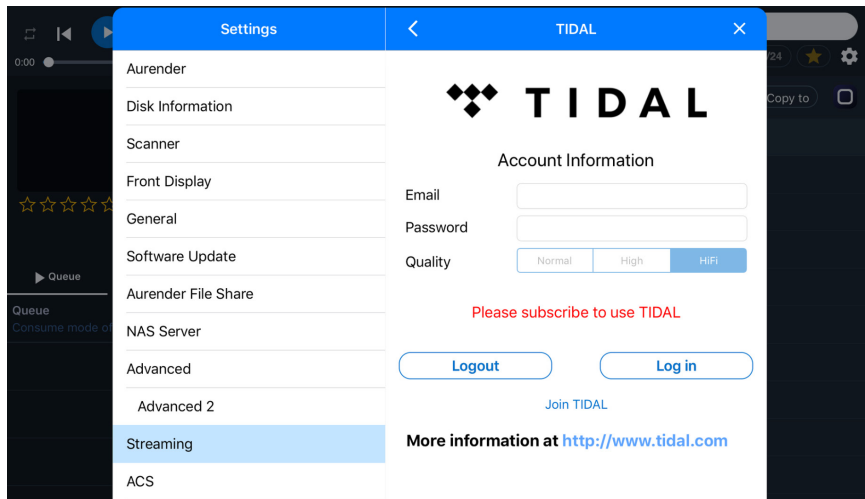 0:00
Queue
Queue
Consume mode of
Settings
Aurender
Disk Information
Scanner
Front Display
General
Software Update
Aurender File Share
NAS Server
Advanced
Advanced 2
Streaming
ACS
TIDAL
TIDAL
Account Information
Email
Password
Quality
Normal High HiFi
Please subscribe to use TIDAL
Logout Log in
Join TIDAL
More information at http://www.tidal.com
/24
Copy to